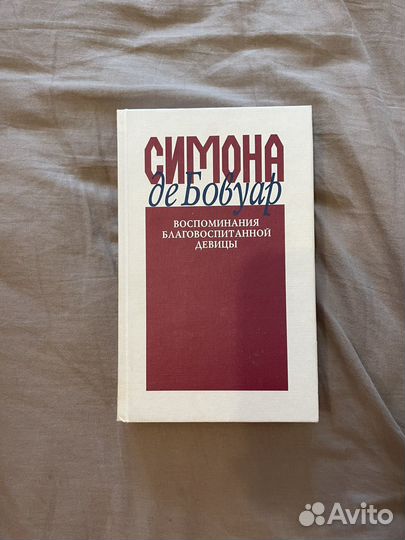 СИМОНА
де Бовуар
ВОСПОМИНАНИЯ
БЛАГОВОСПИТАННОЙ
ДЕВИЦЫ
Avito